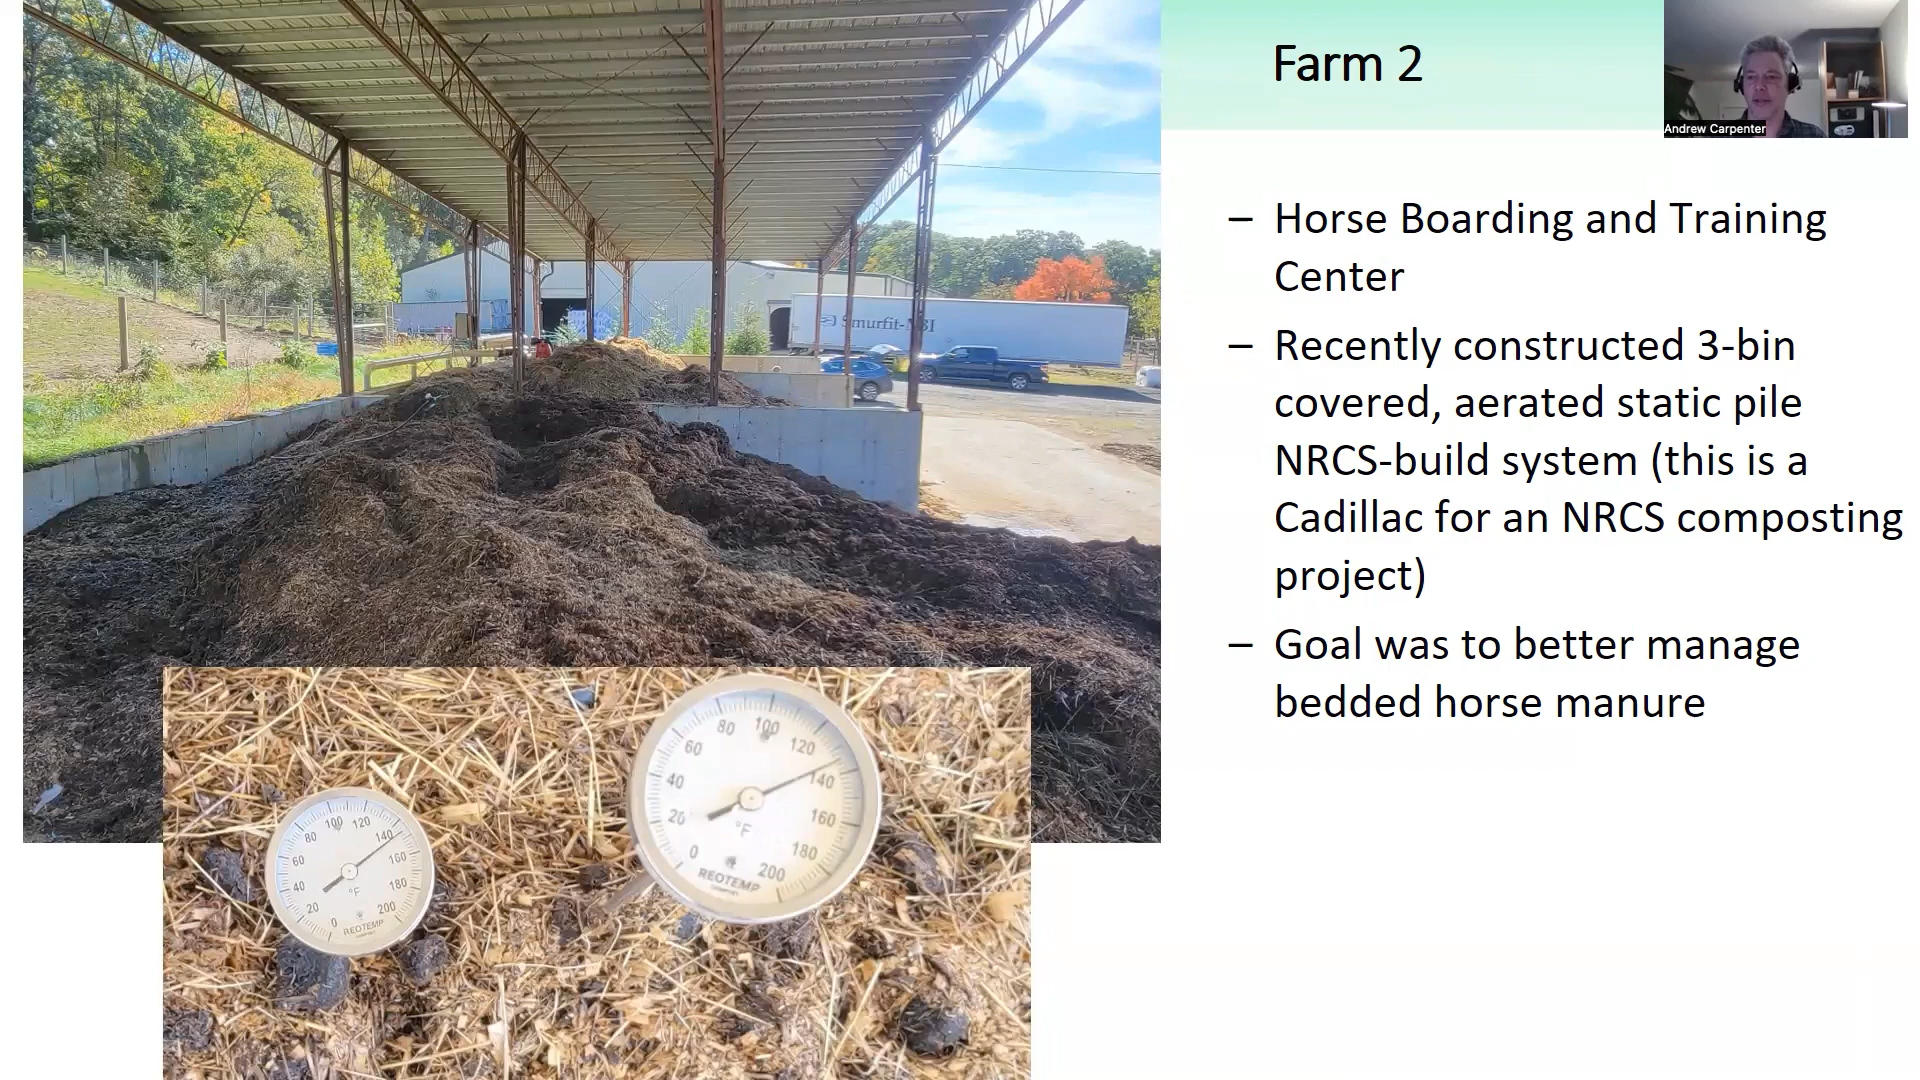 Farm 2
Andrew Carpenter
– Horse Boarding and Training
Center
– Recently constructed 3-bin
covered, aerated static pile
NRCS-build system (this is a
Cadillac for an NRCS composting
project)
– Goal was to better manage
bedded horse manure
0 20 40 60 80 100 120 140 160 180 200
°F
REOTEMP
0 20 40 60 80 100 120 140 160 180 200
°F
REOTEMP